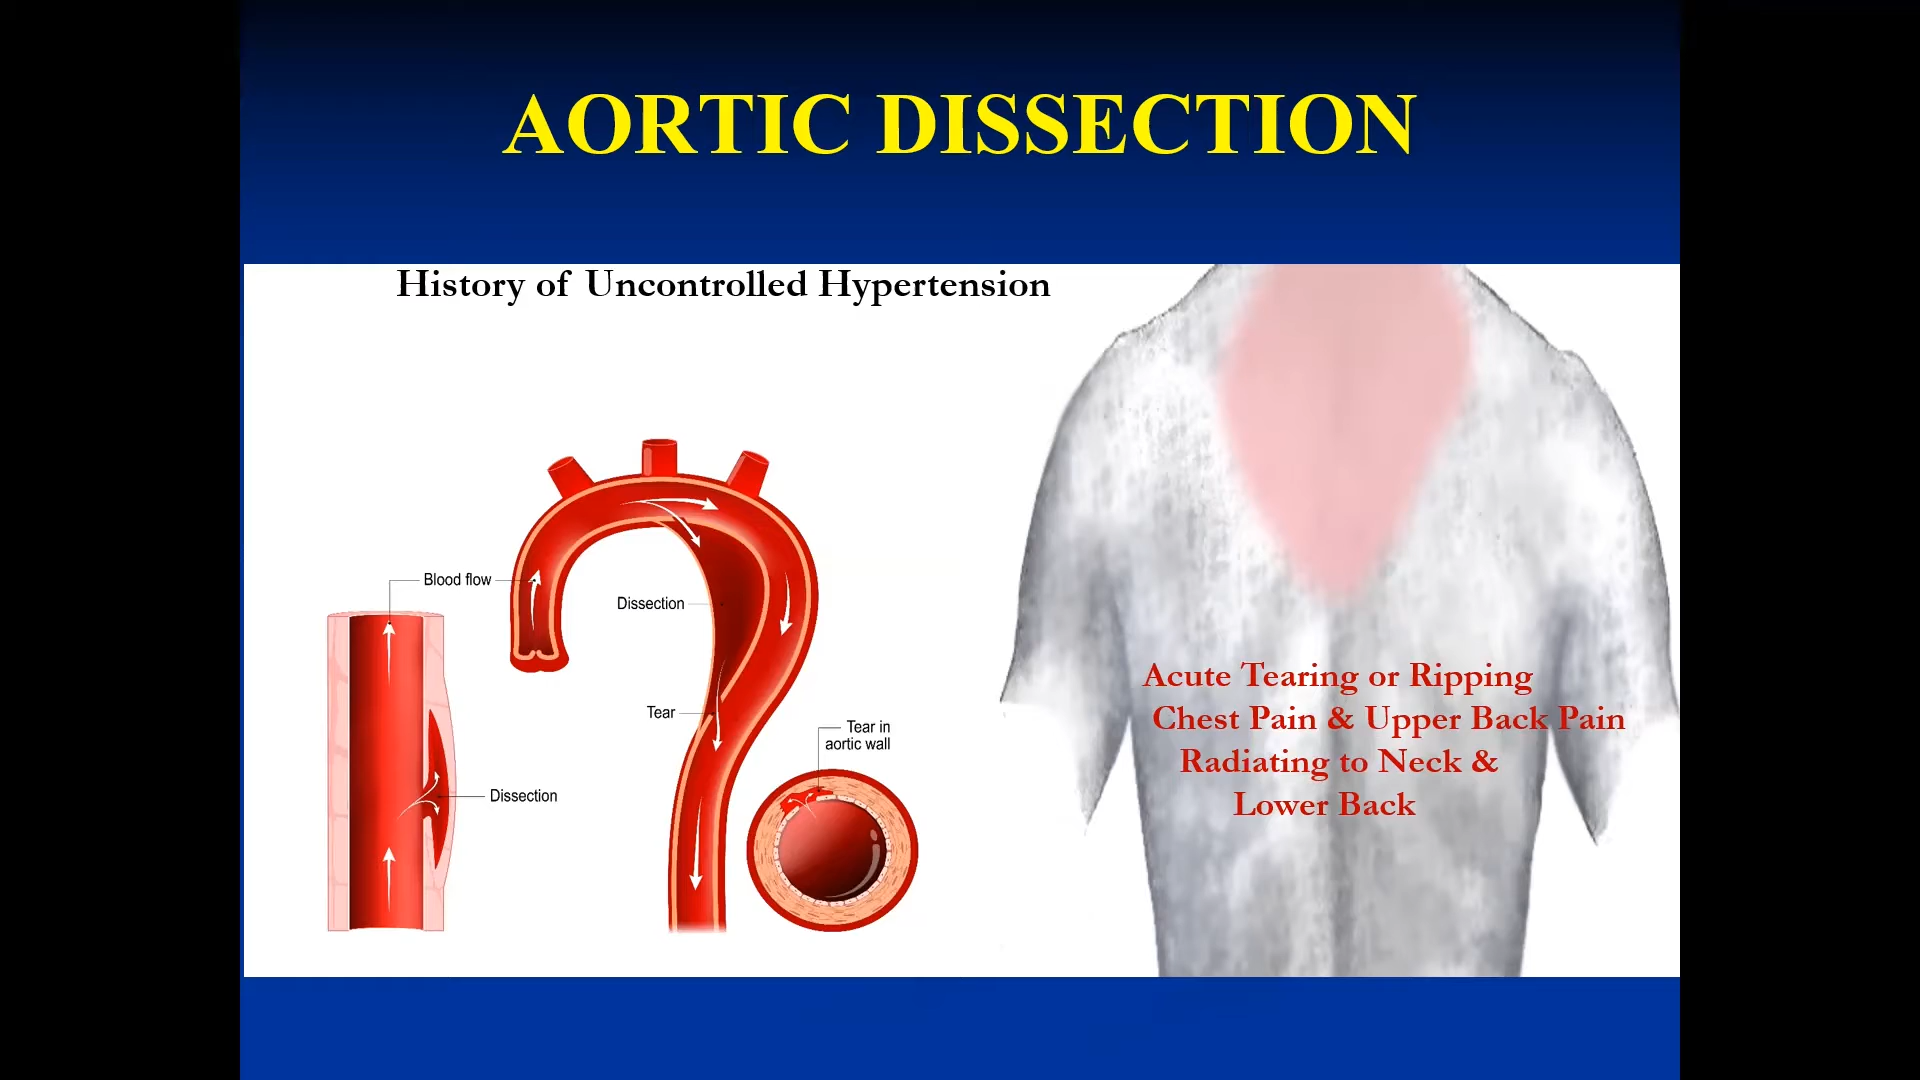 AORTIC DISSECTION
History of Uncontrolled Hypertension
Blood flow
Dissection
Tear
Tear in
aortic wall
Dissection
Acute Tearing or Ripping
Chest Pain & Upper Back Pain
Radiating to Neck &
Lower Back